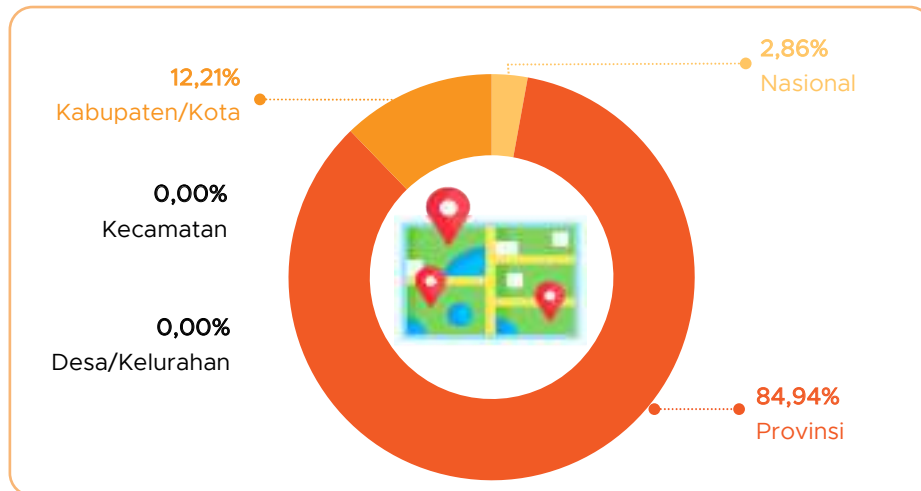 2,86%
Nasional
12,21%
Kabupaten/Kota
0,00%
Kecamatan
0,00%
Desa/Kelurahan
84,94%
Provinsi